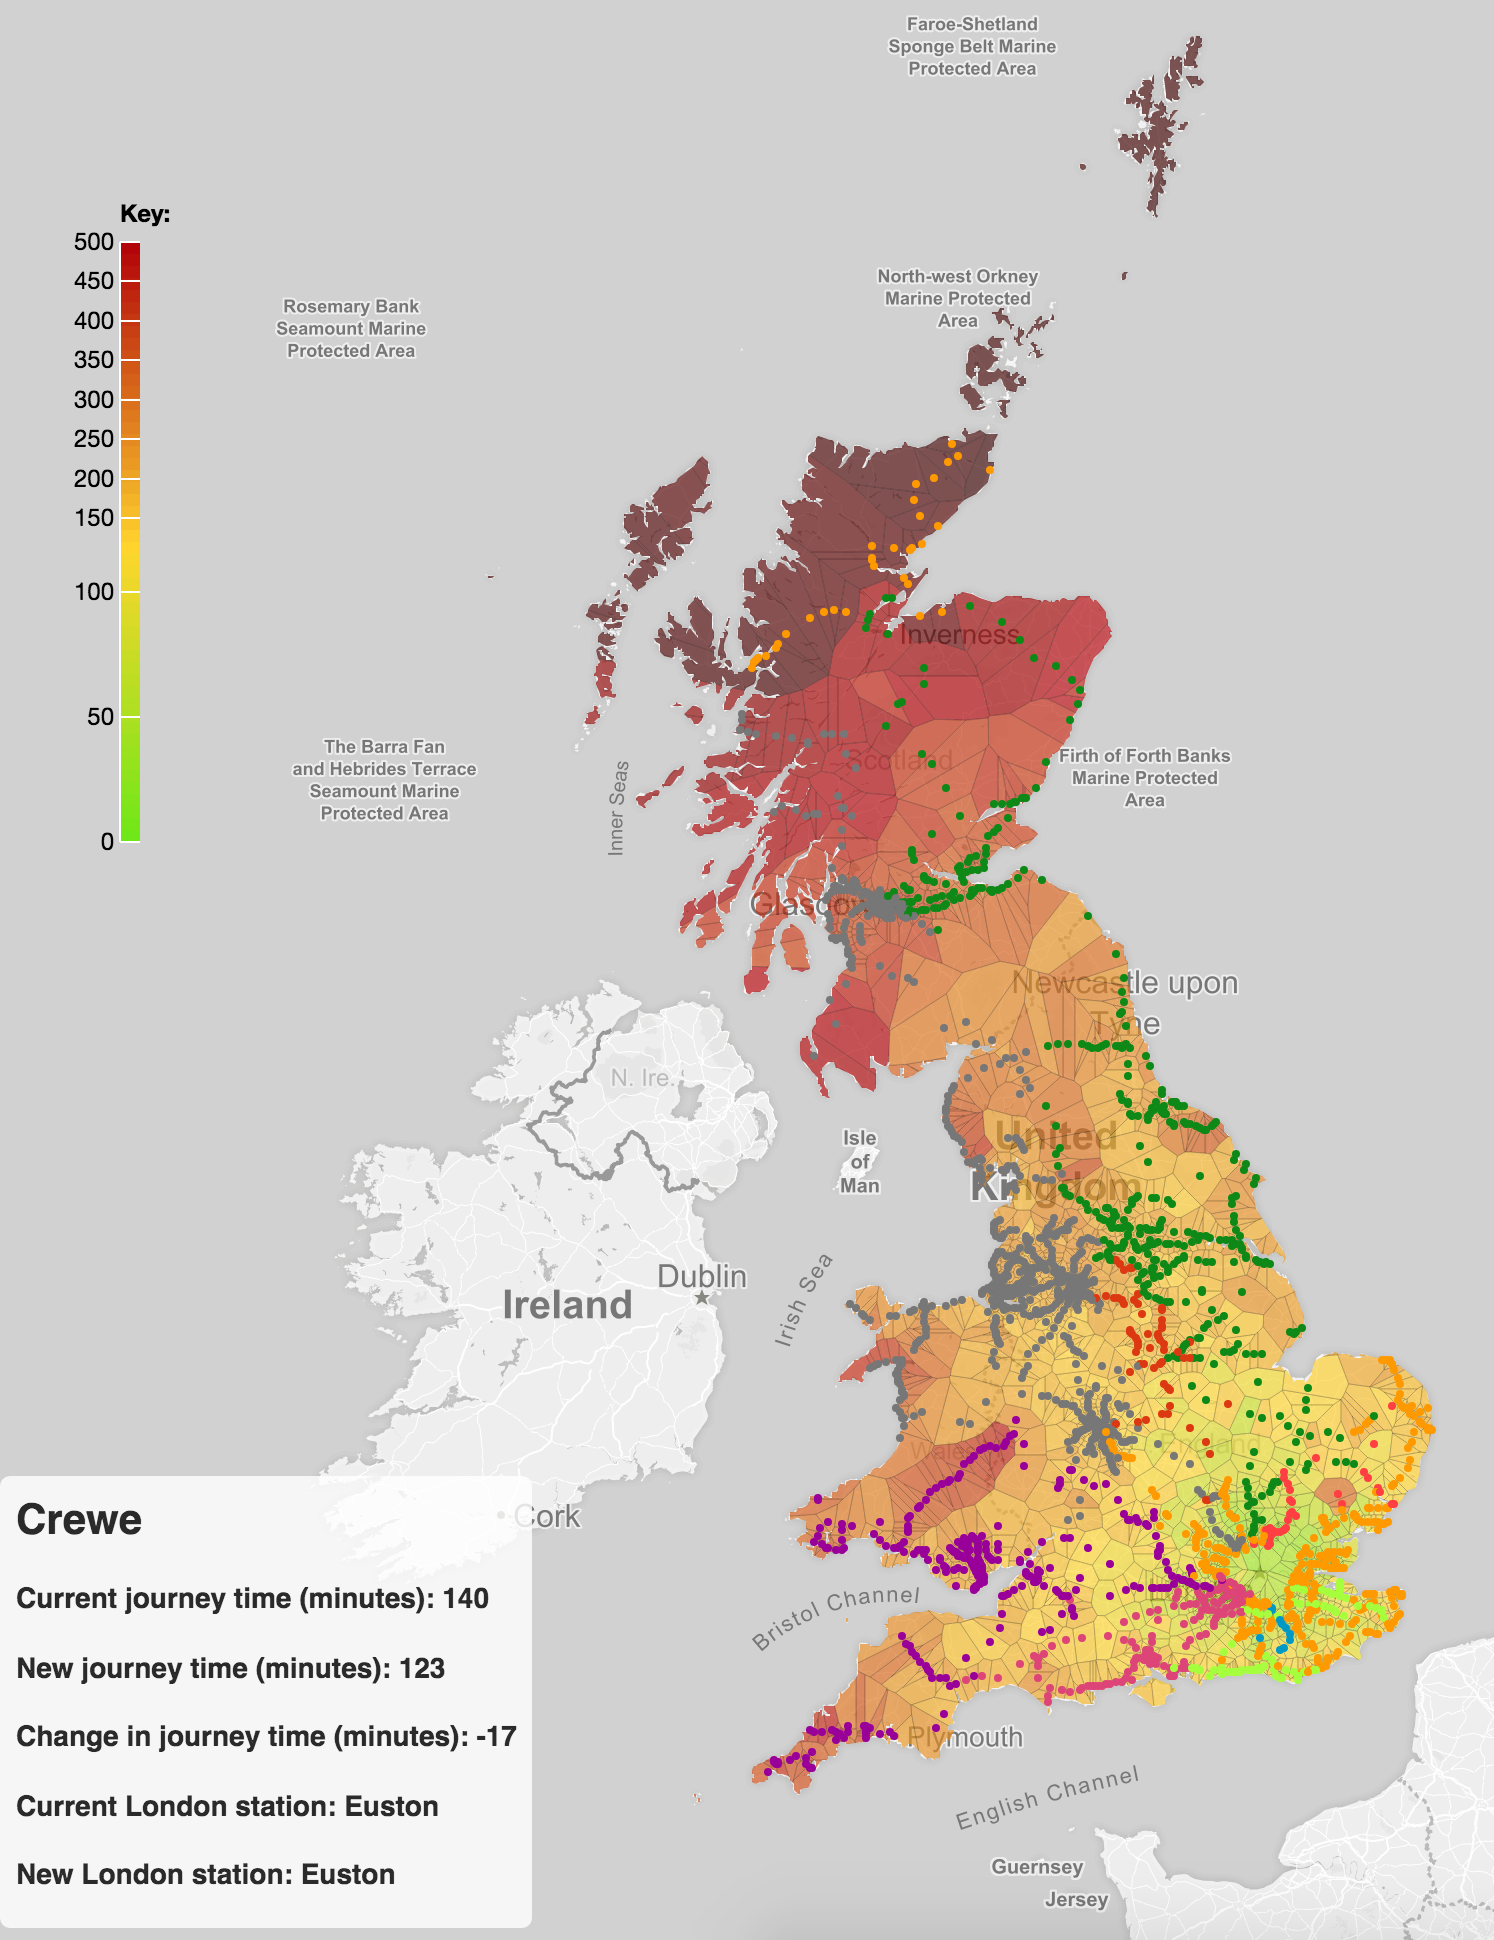 Faroe-Shetland
Sponge Belt Marine
Protected Area
Key:
500
450
400
350
300
250
200
150
100
50
0
North-west Orkney
Marine Protected
Area
Rosemary Bank
Seamount Marine
Protected Area
Inverness
The Barra Fan
and Hebrides Terrace
Seamount Marine
Protected Area
Inner Seas
Scotland
Firth of Forth Banks
Marine Protected
Area
Glasgow
Newcastle upon
Tyne
N. Ire.
Isle
of
Man
United
Kingdom
Irish Sea
Dublin
Ireland
Wales
England
Cork
Bristol Channel
Plymouth
English Channel
Guernsey
Jersey
Crewe
Current journey time (minutes): 140
New journey time (minutes): 123
Change in journey time (minutes): -17
Current London station: Euston
New London station: Euston